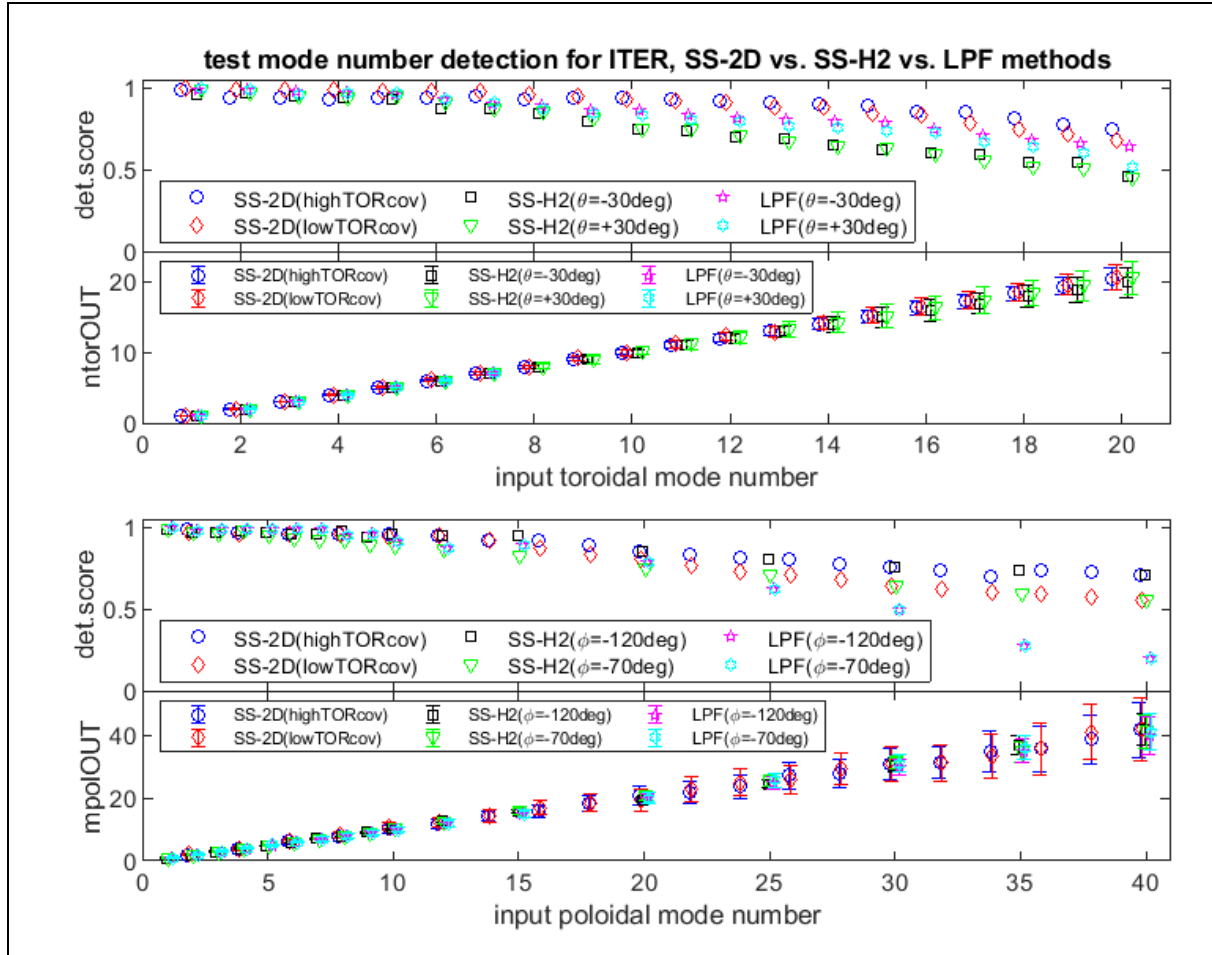 test mode number detection for ITER, SS-2D vs. SS-H2 vs. LPF methods
1
0.5
0
det.score
SS-2D(highTORcov) SS-H2(θ=-30deg) LPF(θ=-30deg)
SS-2D(lowTORcov) SS-H2(θ=+30deg) LPF(θ=+30deg)
20
10
0
ntorOUT
SS-2D(highTORcov) SS-H2(θ=-30deg) LPF(θ=-30deg)
SS-2D(lowTORcov) SS-H2(θ=+30deg) LPF(θ=+30deg)
0 2 4 6 8 10 12 14 16 18 20
input toroidal mode number
1
0.5
0
det.score
SS-2D(highTORcov) SS-H2(ϕ=-120deg) LPF(ϕ=-120deg)
SS-2D(lowTORcov) SS-H2(ϕ=-70deg) LPF(ϕ=-70deg)
40
20
0
mpolOUT
SS-2D(highTORcov) SS-H2(ϕ=-120deg) LPF(ϕ=-120deg)
SS-2D(lowTORcov) SS-H2(ϕ=-70deg) LPF(ϕ=-70deg)
0 5 10 15 20 25 30 35 40
input poloidal mode number